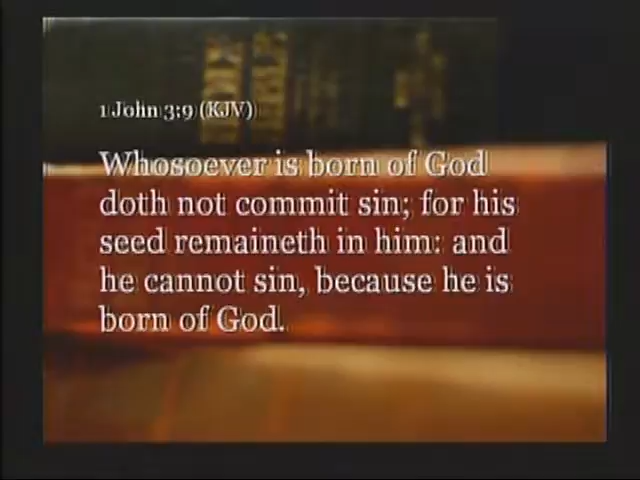 1 John 3:9 (KJV)
Whosoever is born of God
doth not commit sin; for his
seed remaineth in him: and
he cannot sin, because he is
born of God.